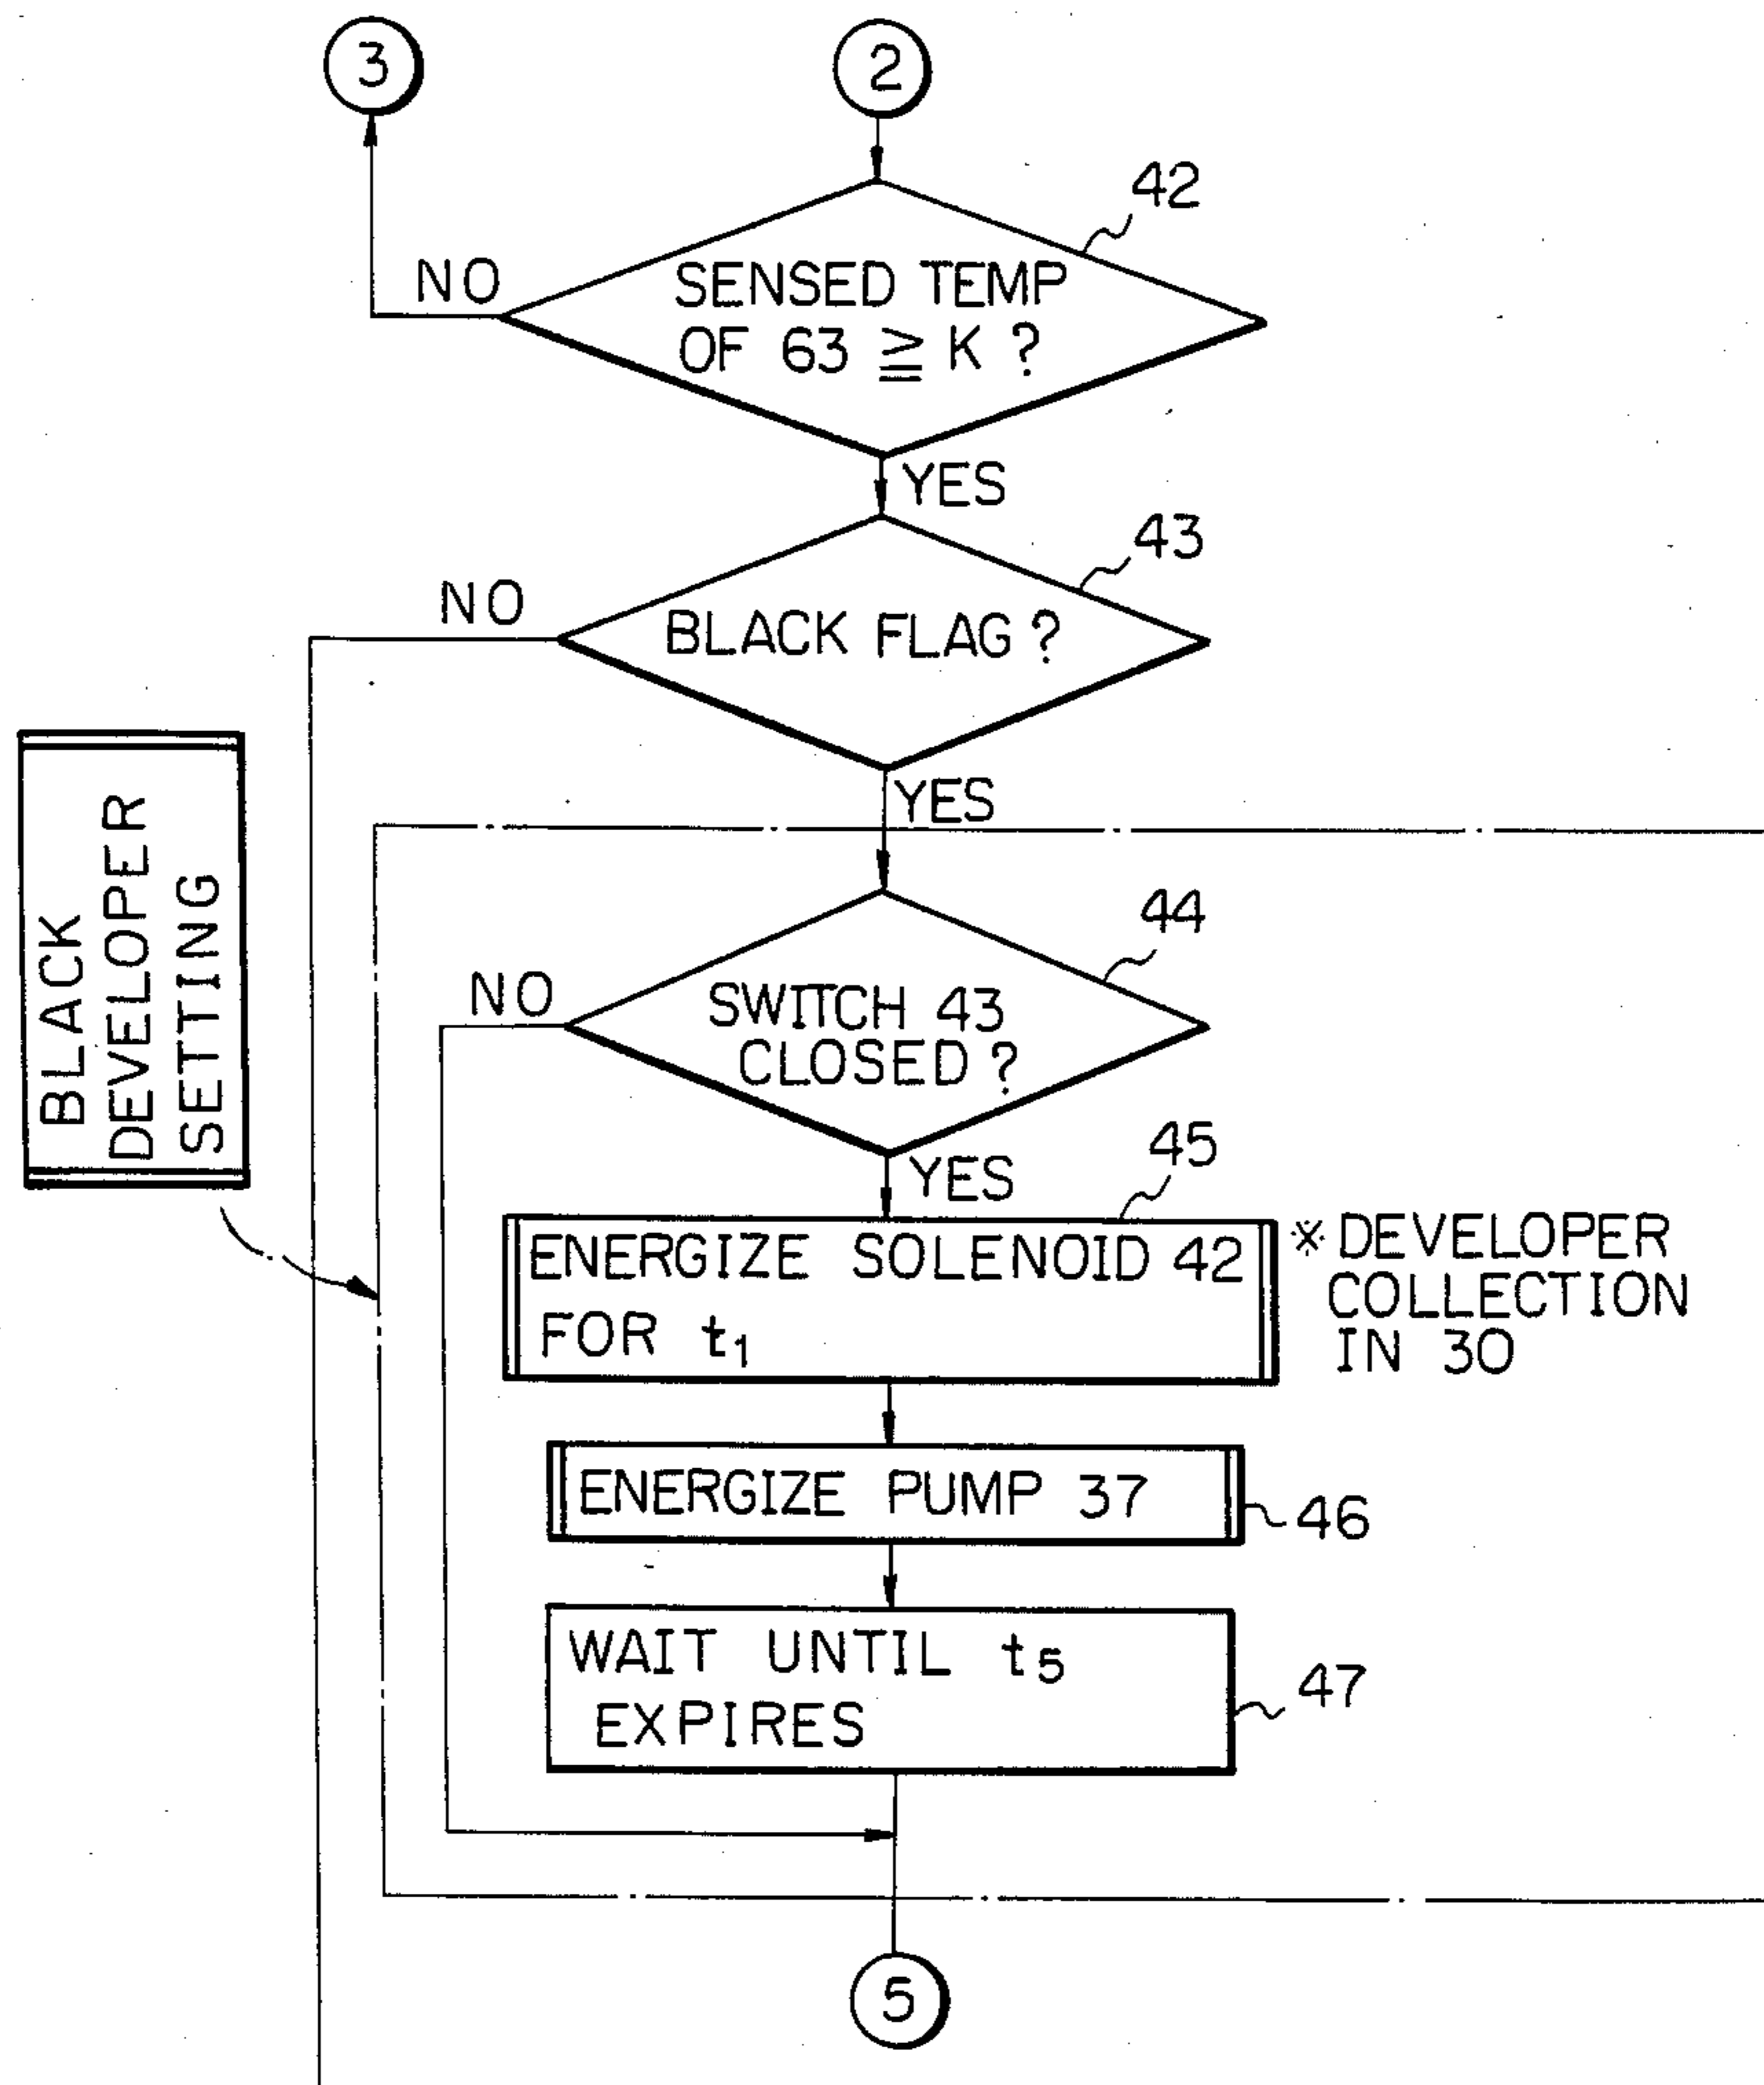 3
2
42
NO
SENSED TEMP
OF 63 ≧ K ?
YES
43
NO
BLACK FLAG ?
YES
BLACK
DEVELOPER
SETTING
44
NO
SWITCH 43
CLOSED ?
YES
45
ENERGIZE SOLENOID 42
FOR t₁
※ DEVELOPER
COLLECTION
IN 30
ENERGIZE PUMP 37
46
WAIT UNTIL t₅
EXPIRES
47
5